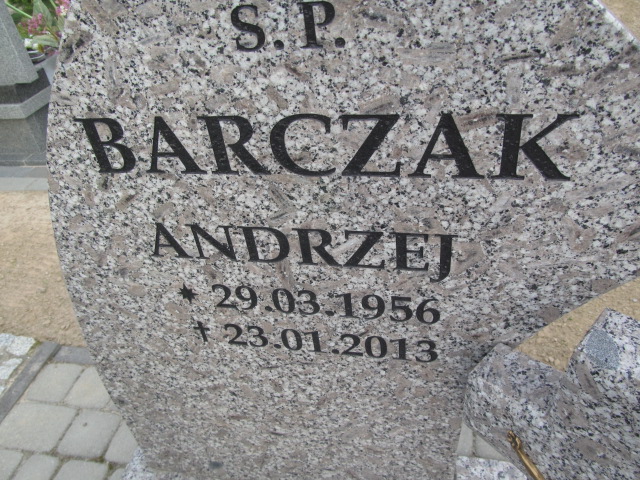 S. P.
BARCZAK
ANDRZEJ
* 29.03.1956
† 23.01.2013